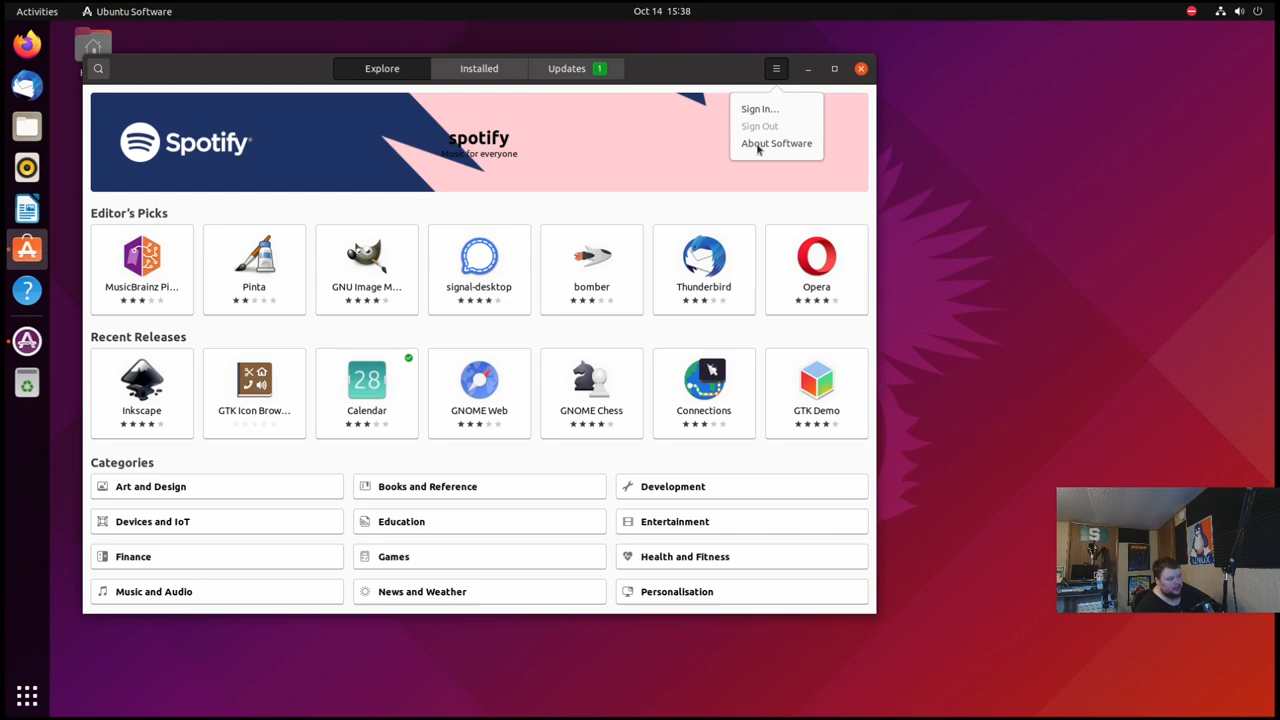 Activities
Ubuntu Software
Oct 14 15:38
Explore
Installed
Updates 1
Sign In...
Sign Out
About Software
Spotify
spotify
Music for everyone
Editor's Picks
MusicBrainz Pi...
Pinta
GNU Image M...
signal-desktop
bomber
Thunderbird
Opera
Recent Releases
28
Inkscape
GTK Icon Brow...
Calendar
GNOME Web
GNOME Chess
Connections
GTK Demo
Categories
Art and Design
Books and Reference
Development
Devices and IoT
Education
Entertainment
Finance
Games
Health and Fitness
Music and Audio
News and Weather
Personalisation
S